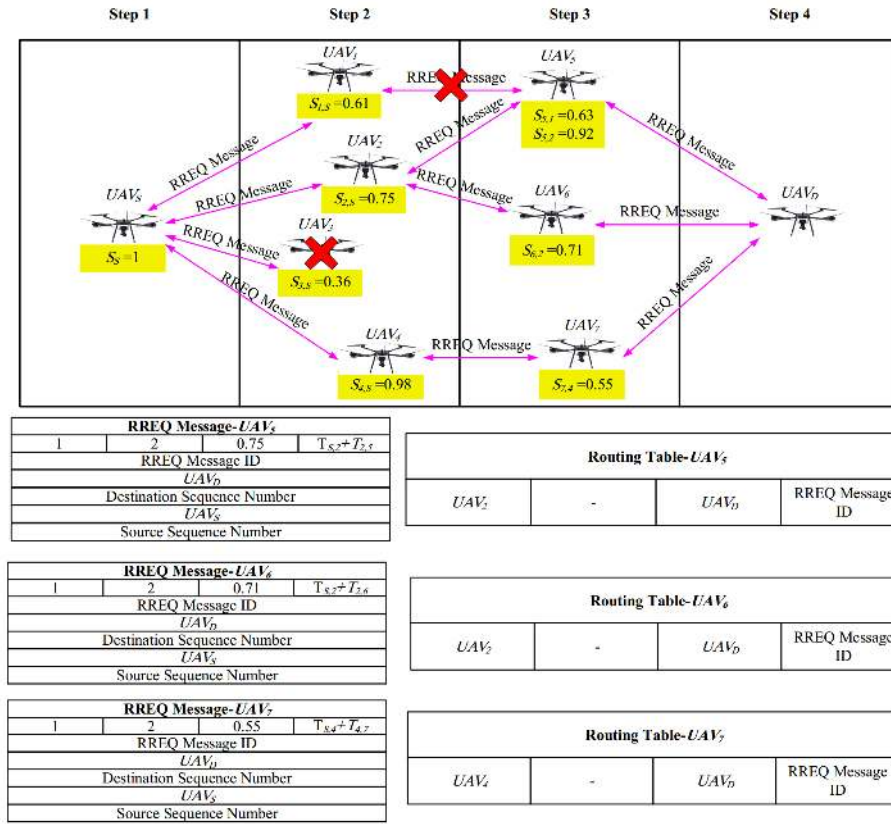 Step 1 Step 2 Step 3 Step 4
UAV₁ UAV₅
RREQ Message
S₁,S =0.61 S₅,₁ =0.63
S₅,₂ =0.92
RREQ Message RREQ Message RREQ Message
UAV₂
UAVS RREQ Message S₂,S =0.75 RREQ Message UAV₆ UAVD
RREQ Message UAV₃ RREQ Message
SS =1 S₆,₂ =0.71
S₃,S =0.36
RREQ Message RREQ Message
UAV₄ RREQ Message UAV₇
S₄,S =0.98 S₇,₄ =0.55
RREQ Message-UAV₅
1 2 0.75 TS,2+T2,5
RREQ Message ID
UAVD
Destination Sequence Number
UAVS
Source Sequence Number
Routing Table-UAV₅
UAV₂ - UAVD RREQ Message ID
RREQ Message-UAV₆
1 2 0.71 TS,2+T2,6
RREQ Message ID
UAVD
Destination Sequence Number
UAVS
Source Sequence Number
Routing Table-UAV₆
UAV₂ - UAVD RREQ Message ID
RREQ Message-UAV₇
1 2 0.55 TS,4+T4,7
RREQ Message ID
UAVD
Destination Sequence Number
UAVS
Source Sequence Number
Routing Table-UAV₇
UAV₄ - UAVD RREQ Message ID